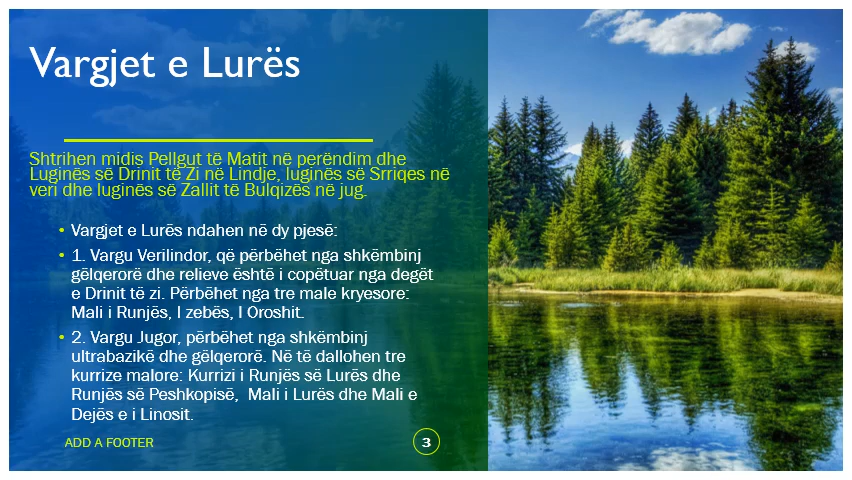 Vargjet e Lurës
Shtrihen midis Pellgut të Matit në perëndim dhe
Luginës së Drinit të Zi në Lindje, luginës së Srriqes në
veri dhe luginës së Zallit të Bulqizës në jug.
• Vargjet e Lurës ndahen në dy pjesë:
• 1. Vargu Verilindor, që përbëhet nga shkëmbinj
gëlqerorë dhe relieve është i copëtuar nga degët
e Drinit të zi. Përbëhet nga tre male kryesore:
Mali i Runjës, I zebës, I Oroshit.
• 2. Vargu Jugor, përbëhet nga shkëmbinj
ultrabazikë dhe gëlqerorë. Në të dallohen tre
kurrize malore: Kurrizi i Runjës së Lurës dhe
Runjës së Peshkopisë,  Mali i Lurës dhe Mali e
Dejës e i Linosit.
ADD A FOOTER
3